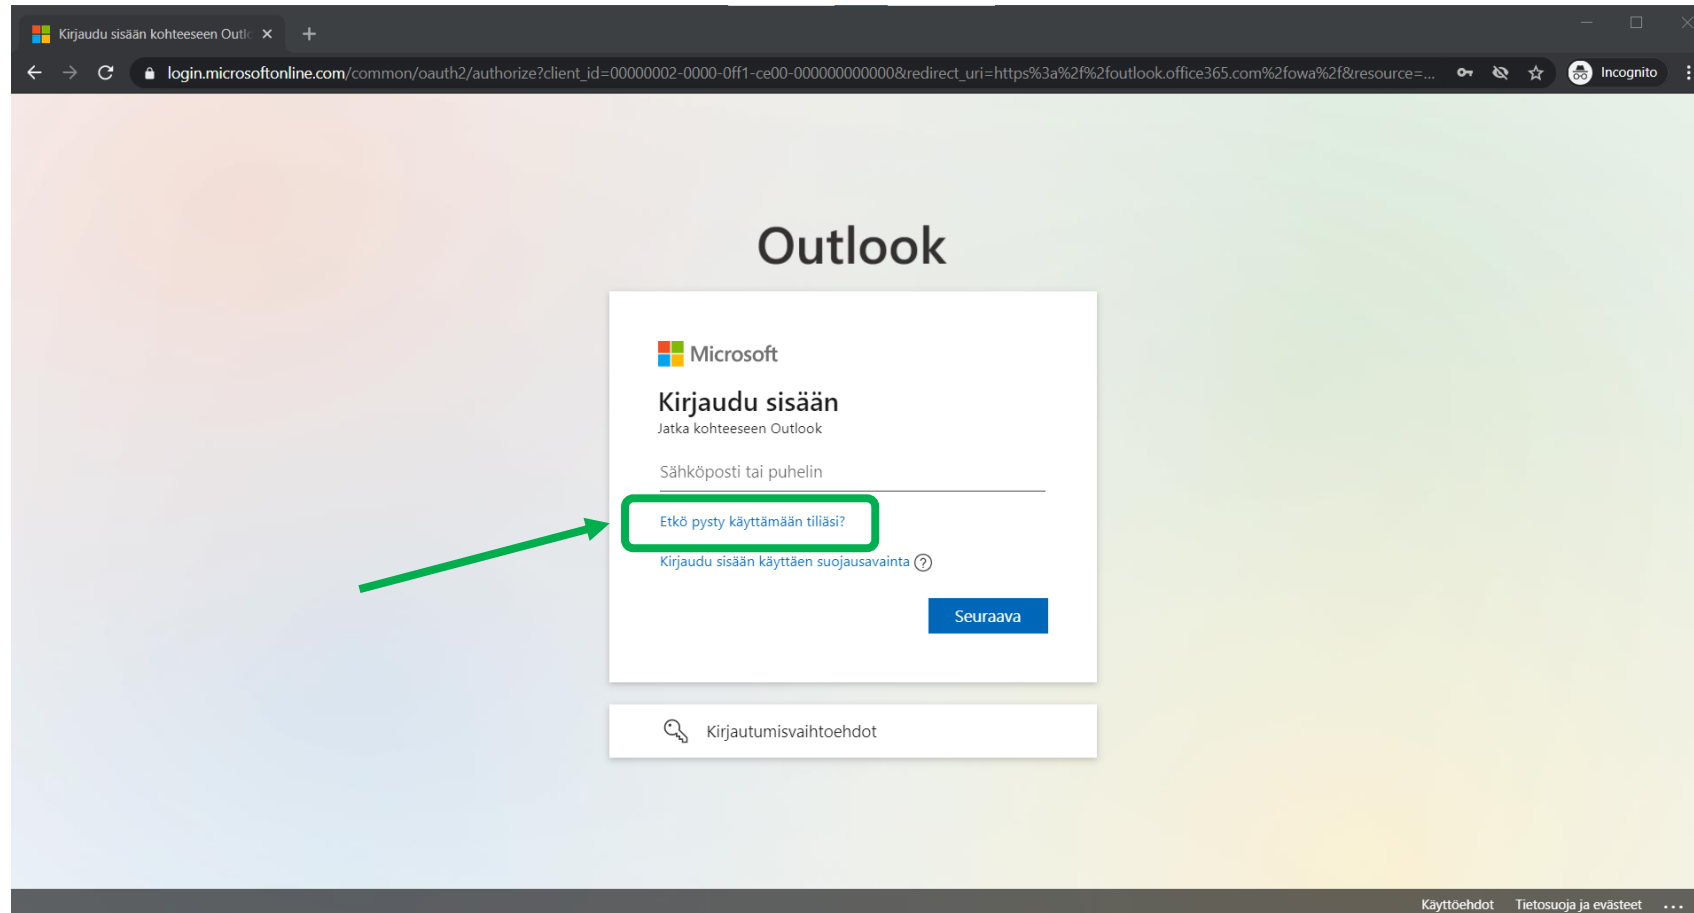 Kirjaudu sisään kohteeseen Outlo
login.microsoftonline.com/common/oauth2/authorize?client_id=00000002-0000-0ff1-ce00-000000000000&redirect_uri=https%3a%2f%2foutlook.office365.com%2fowa%2f&resource=... Incognito
Outlook
Microsoft
Kirjaudu sisään
Jatka kohteeseen Outlook
Sähköposti tai puhelin
Etkö pysty käyttämään tiliäsi?
Kirjaudu sisään käyttäen suojausavainta ?
Seuraava
Kirjautumisvaihtoehdot
Käyttöehdot Tietosuoja ja evästeet ...